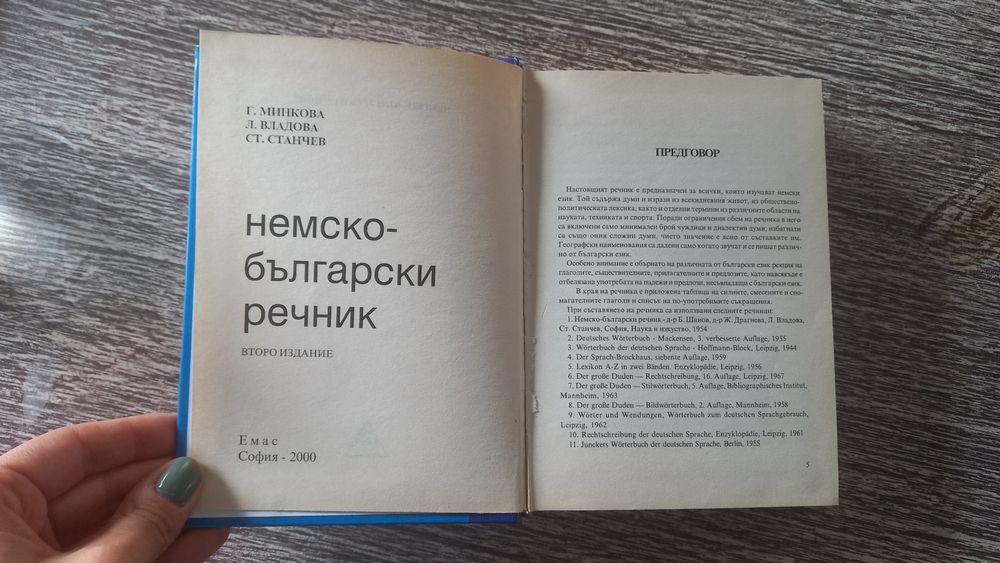 Г. МИНКОВА
Л. ВЛАДОВА
СТ. СТАНЧЕВ
немско-
български
речник
ВТОРО ИЗДАНИЕ
Емас
София - 2000
ПРЕДГОВОР
Настоящият речник е предназначен за всички, които изучават немски
език. Той съдържа думи и изрази из всекидневния живот, из обществено-
политическата лексика, както и отделни термини из различните области на
науката, техниката и спорта. Поради ограничения обем на речника в него
са включени само минимален брой чуждици и диалектни думи; избягнати
са също ония сложни думи, чието значение е ясно от съставките им.
Географски наименования са дадени само когато звучат и се пишат различ-
но от български език.
Особено внимание е обърнато на различната от български език рекция на
глаголите, съществителните, прилагателните и предлозите, като навсякъде е
отбелязана употребата на падежи и предлози, несъвпадащи с българския език.
В края на речника е приложена таблица на силните, смесените и спо-
магателните глаголи и списък на по-употребимите съкращения.
При съставянето на речника са използвани следните речници:
1. Немско-български речник -д-р Б. Шанов, д-р Ж. Драгнева, Л. Владова,
Ст. Станчев, София, Наука и изкуство, 1954
2. Deutsches Wörterbuch - Mackensen, 3. verbesserte Auflage, 1955
3. Wörterbuch der deutschen Sprache - Hoffmann-Block, Leipzig, 1944
4. Der Sprach-Brockhaus, siebente Auflage, 1959
5. Lexikon A-Z in zwei Bänden. Enzyklopädie, Leipzig, 1956
6. Der große Duden — Rechtschreibung, 16. Auflage, Leipzig, 1967
7. Der große Duden — Stilwörterbuch, 5. Auflage, Bibliographisches Institut,
Mannheim, 1963
8. Der große Duden — Bildwörterbuch, 2. Auflage, Mannheim, 1958
9. Wörter und Wendungen, Wörterbuch zum deutschen Sprachgebrauch,
Leipzig, 1962
10. Rechtschreibung der deutschen Sprache, Enzyklopädie, Leipzig, 1961
11. Junckers Wörterbuch der deutschen Sprache, Berlin, 1955
5